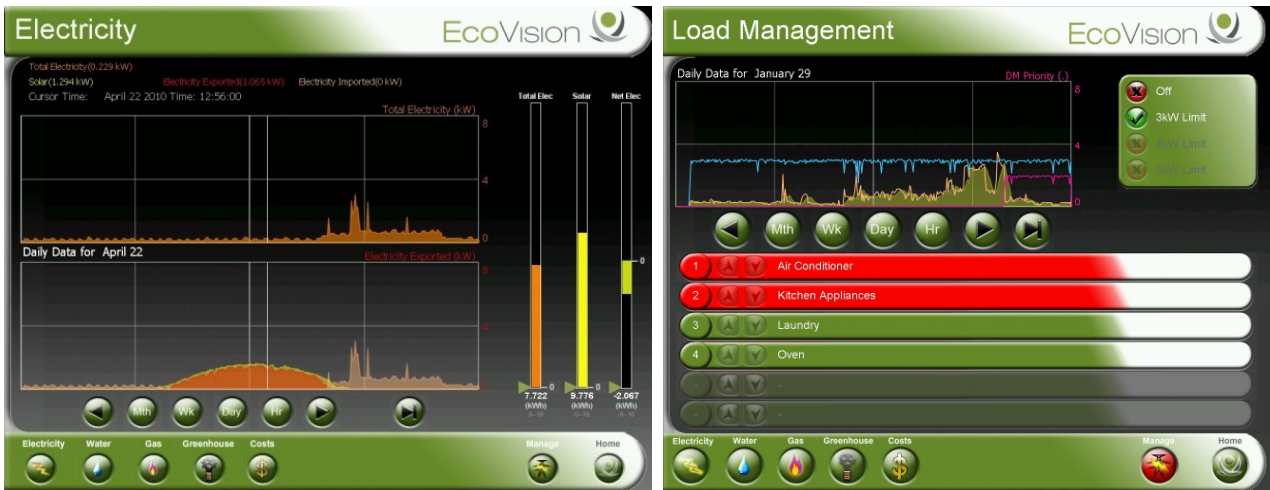 Electricity
EcoVision
Total Electricity(0.229 kW)
Solar(1.294 kW) Electricity Exported(1.065 kW) Electricity Imported(0 kW)
Cursor Time: April 22 2010 Time: 12:56:00
Total Elec Solar Net Elec
Total Electricity (kW)
8
4
0
Daily Data for April 22
Electricity Exported (kW)
8
4
0
0
0 0
7.722 9.776 -2.067
(kWh) (kWh) (kWh)
Mth Wk Day Hr
Electricity Water Gas Greenhouse Costs Manage Home
Load Management
EcoVision
Daily Data for January 29
DM Priority (.)
8
4
0
Off
3kW Limit
4kW Limit
Mth Wk Day Hr
1 Air Conditioner
2 Kitchen Appliances
3 Laundry
4 Oven
- -
- -
Electricity Water Gas Greenhouse Costs Manage Home